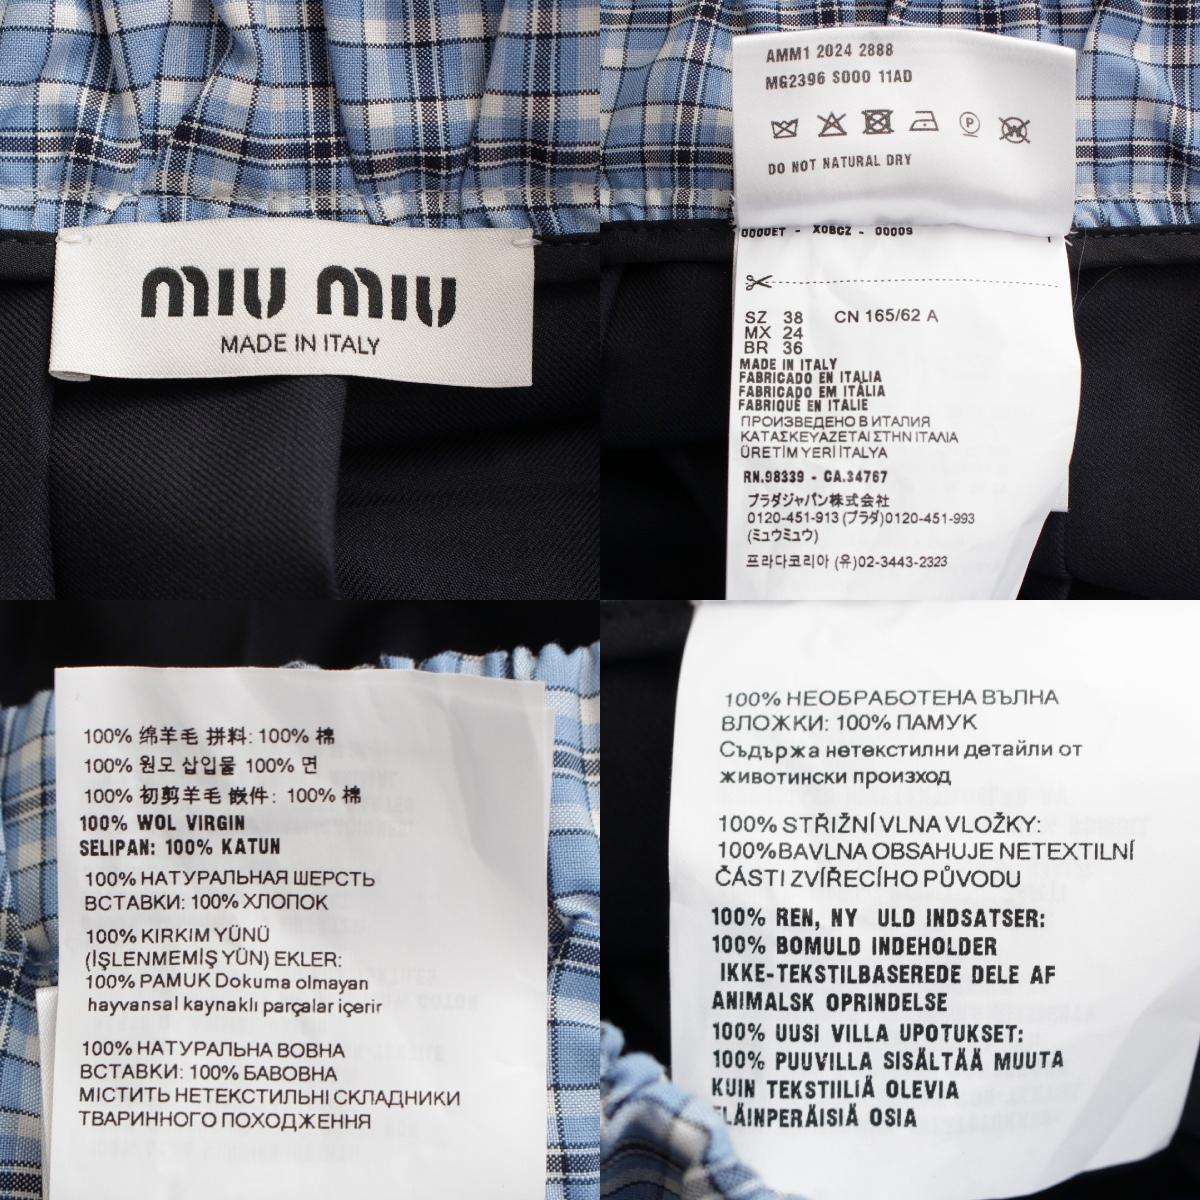 MIU MIU
MADE IN ITALY
AMM1 2024 2888
MG2396 S000 11AD
P
W
DO NOT NATURAL DRY
0000ET - X0BCZ - 0000S
1
SZ 38 CN 165/62 A
MX 24
BR 36
MADE IN ITALY
FABRICADO EN ITALIA
FABRICADO EM ITÁLIA
FABRIQUÉ EN ITALIE
ПРОИЗВЕДЕНО В ИТАЛИЯ
ΚΑΤΑΣΚΕΥΑΖΕΤΑΙ ΣΤΗΝ ΙΤΑΛΙΑ
ÜRETİM YERİ İTALYA
RN.98339 - CA.34767
プラダジャパン株式会社
0120-451-913 (プラダ)0120-451-993
(ミュウミュウ)
프라다코리아 (유)02-3443-2323
100% 绵羊毛 拼料: 100% 棉
100% 원모 삽입물 100% 면
100% 初剪羊毛 嵌件: 100% 棉
100% WOL VIRGIN
SELIPAN: 100% KATUN
100% НАТУРАЛЬНАЯ ШЕРСТЬ
ВСТАВКИ: 100% ХЛОПОК
100% KIRKIM YÜNÜ
(İŞLENMEMİŞ YÜN) EKLER:
100% PAMUK Dokuma olmayan
hayvansal kaynaklı parçalar içerir
100% НАТУРАЛЬНА ВОВНА
ВСТАВКИ: 100% БАВОВНА
МІСТИТЬ НЕТЕКСТИЛЬНІ СКЛАДНИКИ
ТВАРИННОГО ПОХОДЖЕННЯ
100% НЕОБРАБОТЕНА ВЪЛНА
ВЛОЖКИ: 100% ПАМУК
Съдържа нетекстилни детайли от
животински произход
100% STŘIŽNÍ VLNA VLOŽKY:
100%BAVLNA OBSAHUJE NETEXTILNÍ
ČÁSTI ZVÍŘECÍHO PŮVODU
100% REN, NY ULD INDSATSER:
100% BOMULD INDEHOLDER
IKKE-TEKSTILBASEREDE DELE AF
ANIMALSK OPRINDELSE
100% UUSI VILLA UPOTUKSET:
100% PUUVILLA SISÄLTÄÄ MUUTA
KUIN TEKSTIILIÄ OLEVIA
ELÄINPERÄISIÄ OSIA